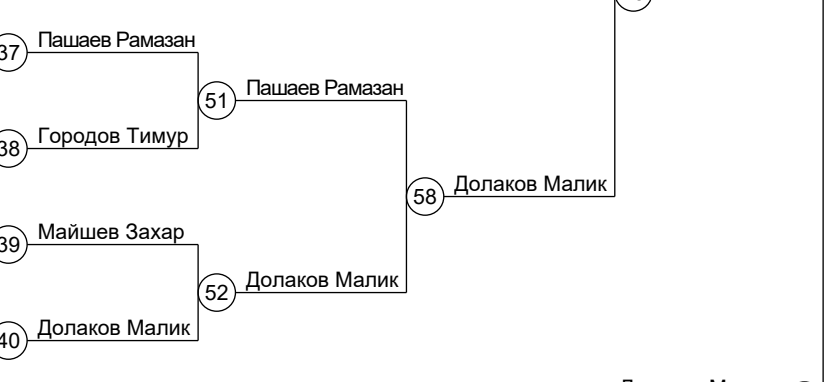 37 Пашаев Рамазан
51 Пашаев Рамазан
38 Городов Тимур
58 Долаков Малик
39 Майшев Захар
52 Долаков Малик
40 Долаков Малик